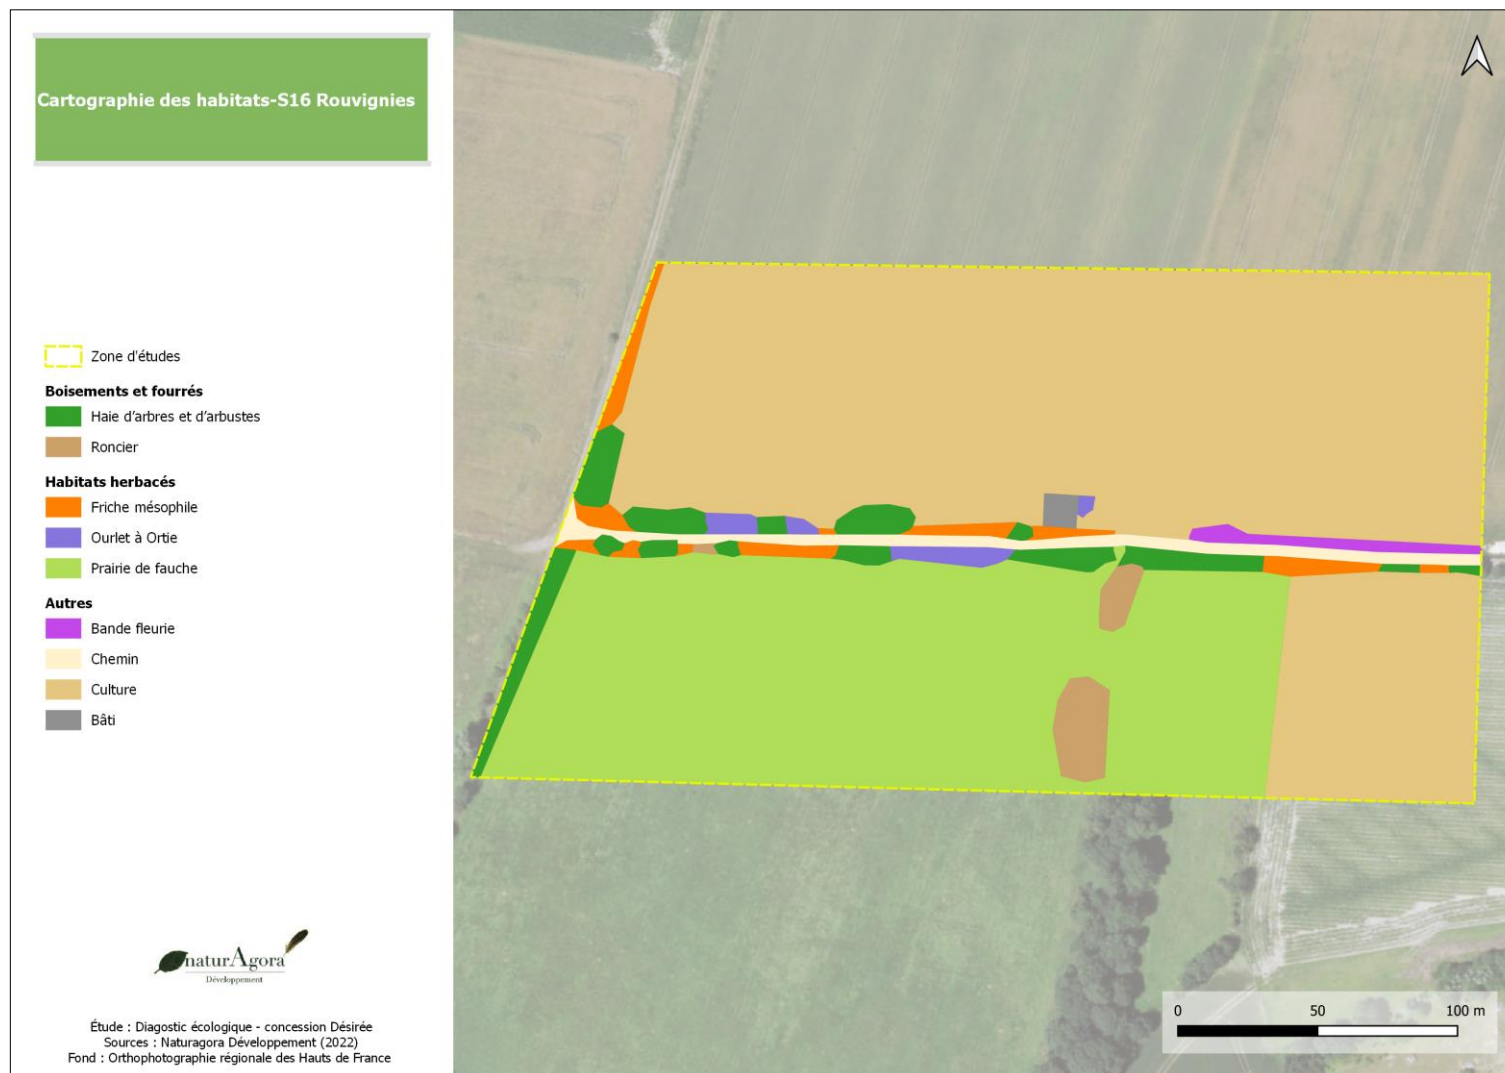 Cartographie des habitats-S16 Rouvignies
Zone d'études
Boisements et fourrés
Haie d'arbres et d'arbustes
Roncier
Habitats herbacés
Friche mésophile
Ourlet à Ortie
Prairie de fauche
Autres
Bande fleurie
Chemin
Culture
Bâti
naturAgora
Développement
Étude : Diagostic écologique - concession Désirée
Sources : Naturagora Développement (2022)
Fond : Orthophotographie régionale des Hauts de France
0 50 100 m